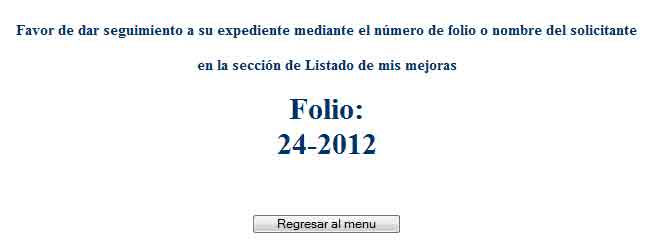 Favor de dar seguimiento a su expediente mediante el número de folio o nombre del solicitante
en la sección de Listado de mis mejoras
Folio:
24-2012
Regresar al menu